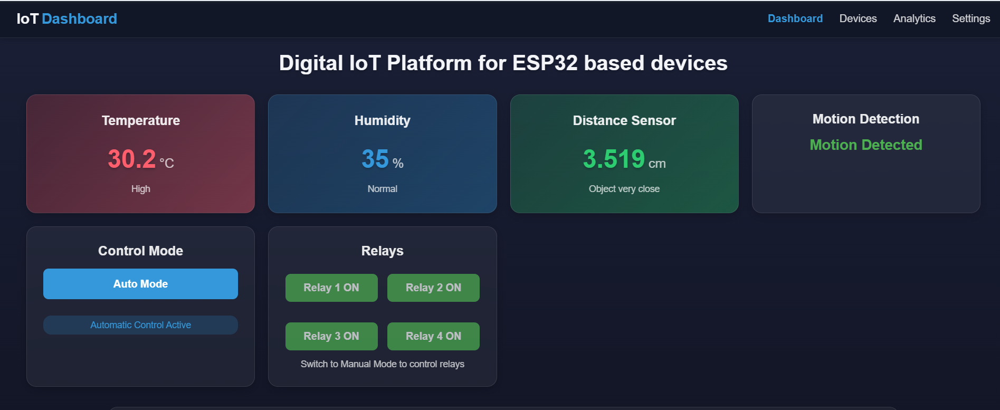 IoT Dashboard
Dashboard Devices Analytics Settings
Digital IoT Platform for ESP32 based devices
Temperature
30.2 °C
High
Humidity
35 %
Normal
Distance Sensor
3.519 cm
Object very close
Motion Detection
Motion Detected
Control Mode
Auto Mode
Automatic Control Active
Relays
Relay 1 ON
Relay 2 ON
Relay 3 ON
Relay 4 ON
Switch to Manual Mode to control relays